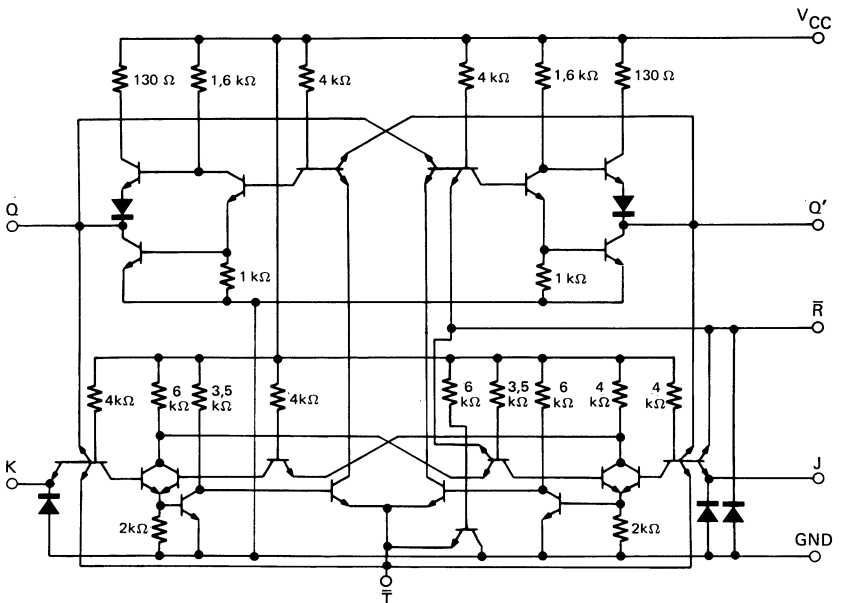 V CC
130 Ω
1,6 kΩ
4 kΩ
4 kΩ
1,6 kΩ
130 Ω
Q
Q'
1 kΩ
1 kΩ
R̅
4kΩ
6 kΩ
3,5 kΩ
4kΩ
6 kΩ
3,5 kΩ
6 kΩ
4 kΩ
4 kΩ
K
J
2kΩ
2kΩ
GND
T̅